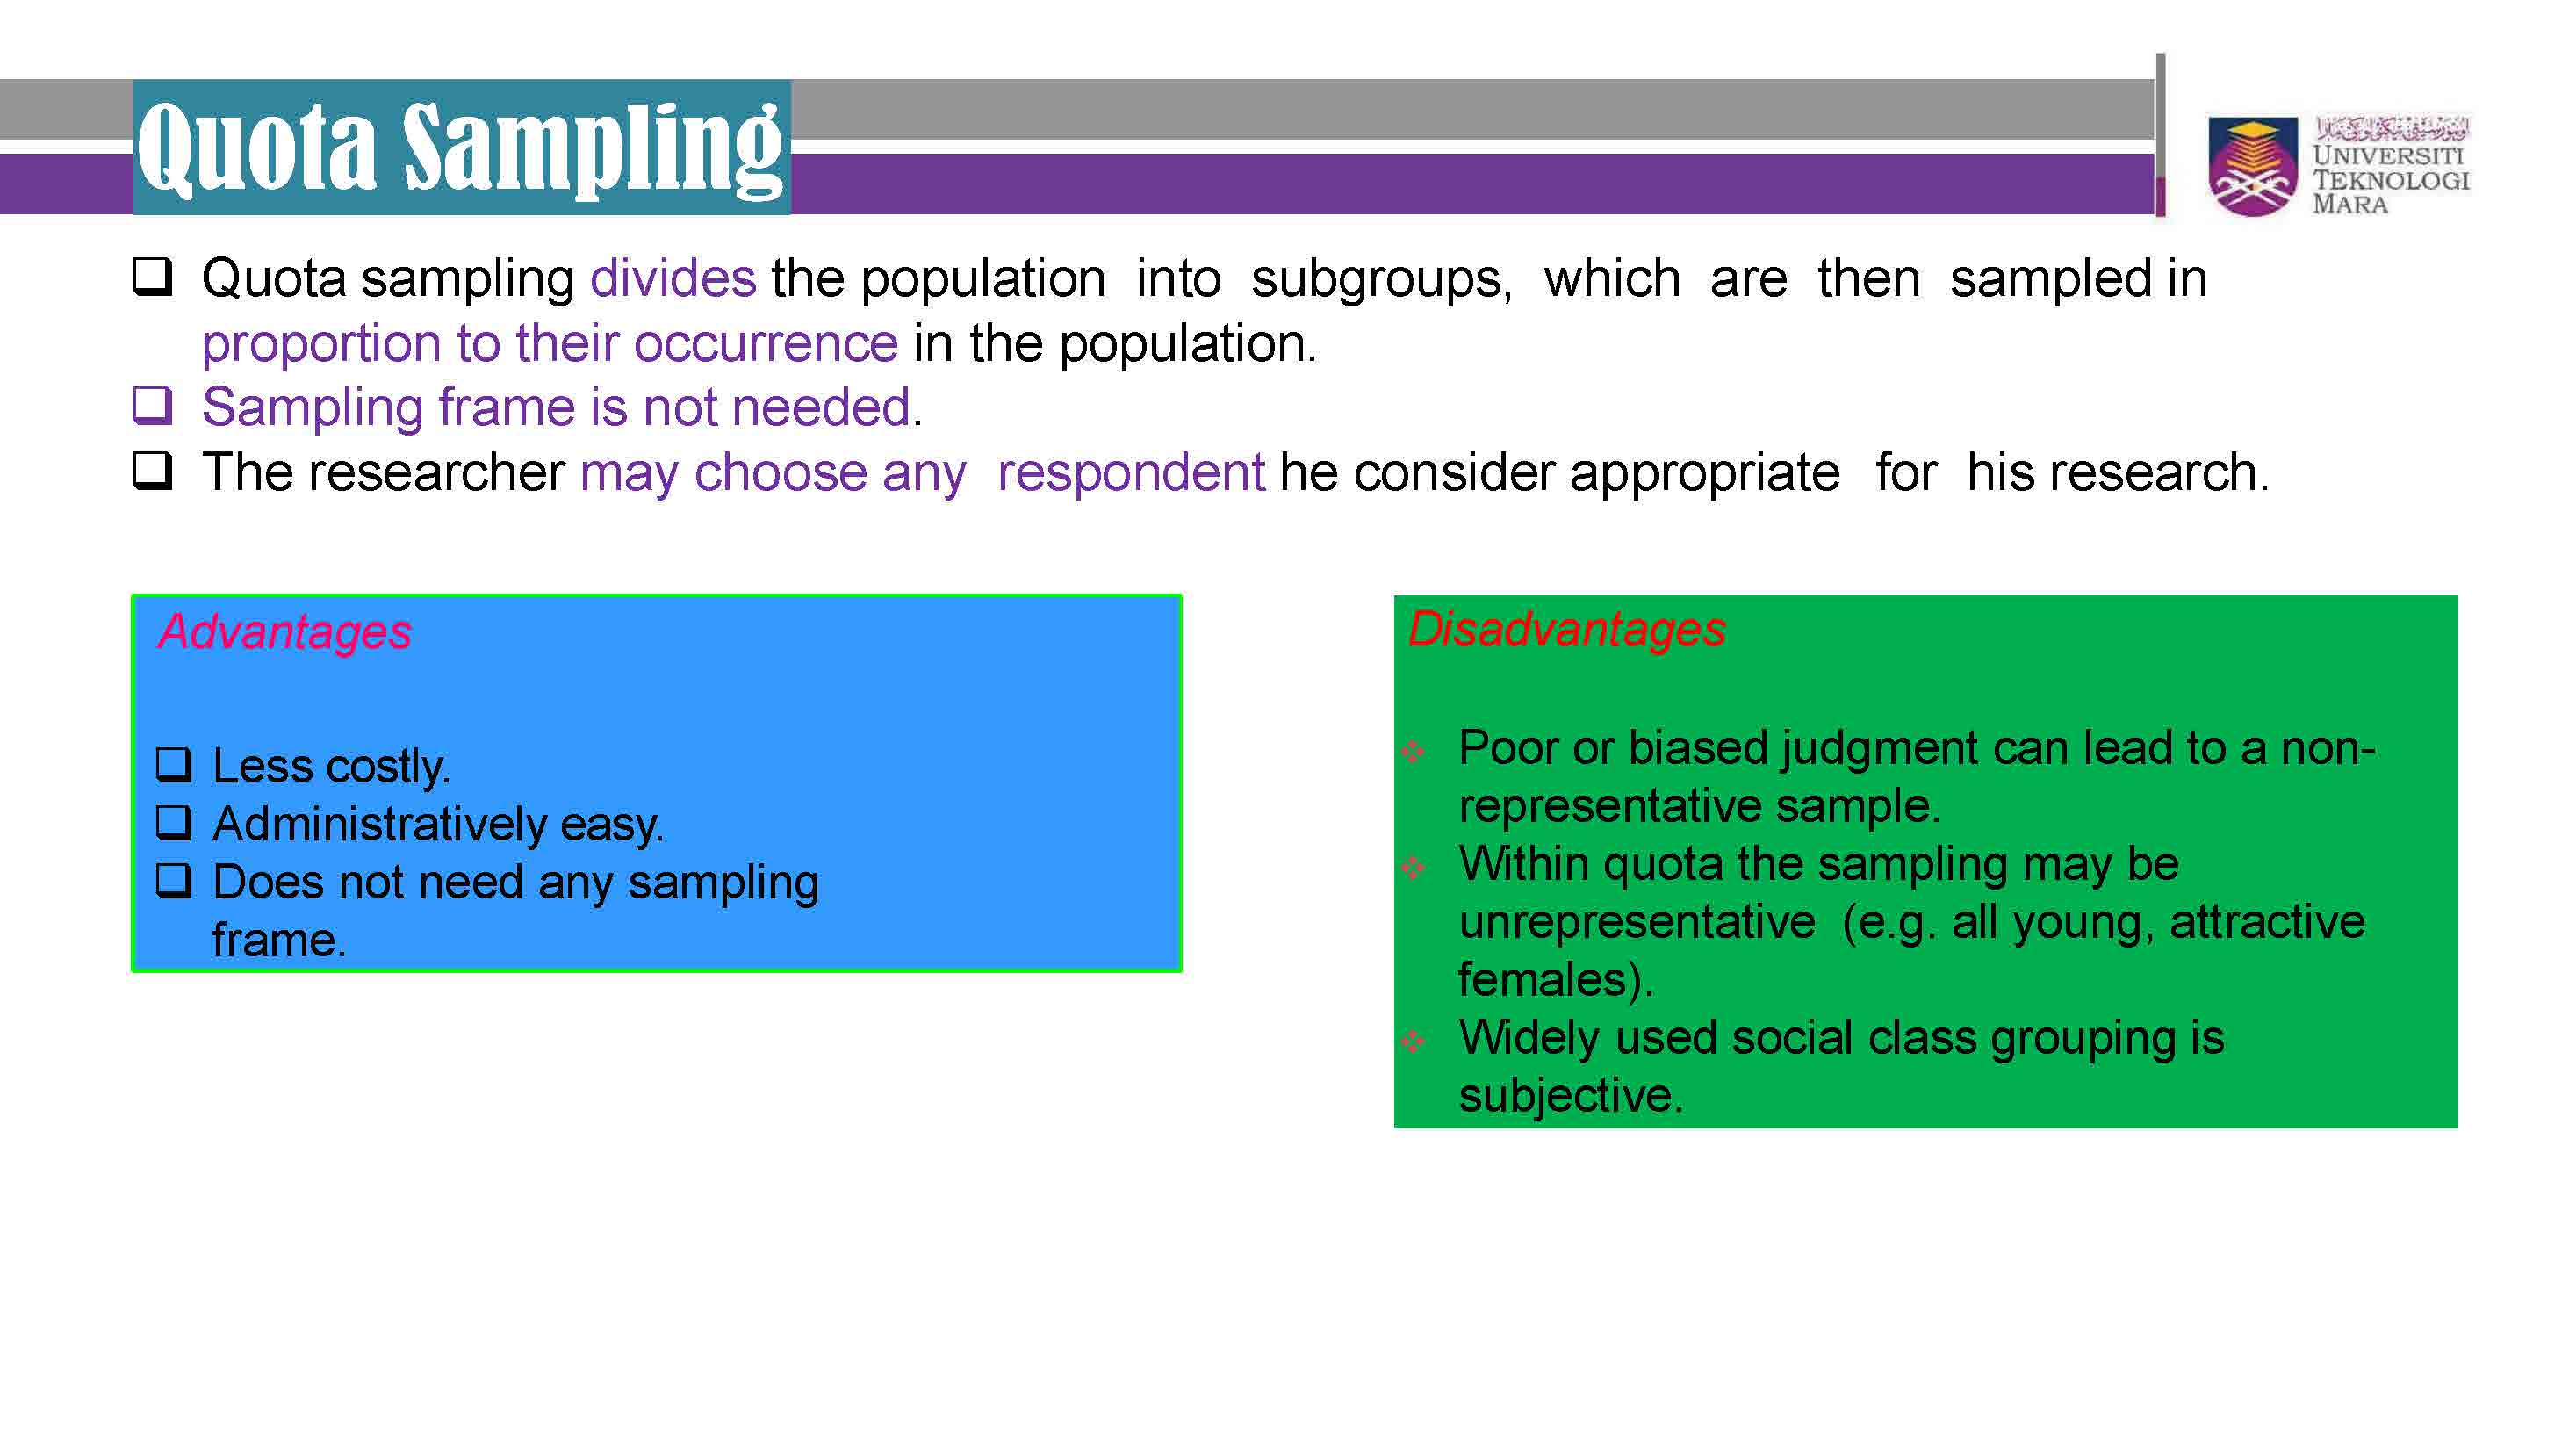 Quota Sampling
UNIVERSITI
TEKNOLOGI
MARA
Quota sampling divides the population into subgroups, which are then sampled in
proportion to their occurrence in the population.
Sampling frame is not needed.
The researcher may choose any respondent he consider appropriate for his research.
Advantages
Less costly.
Administratively easy.
Does not need any sampling
frame.
Disadvantages
Poor or biased judgment can lead to a non-
representative sample.
Within quota the sampling may be
unrepresentative (e.g. all young, attractive
females).
Widely used social class grouping is
subjective.